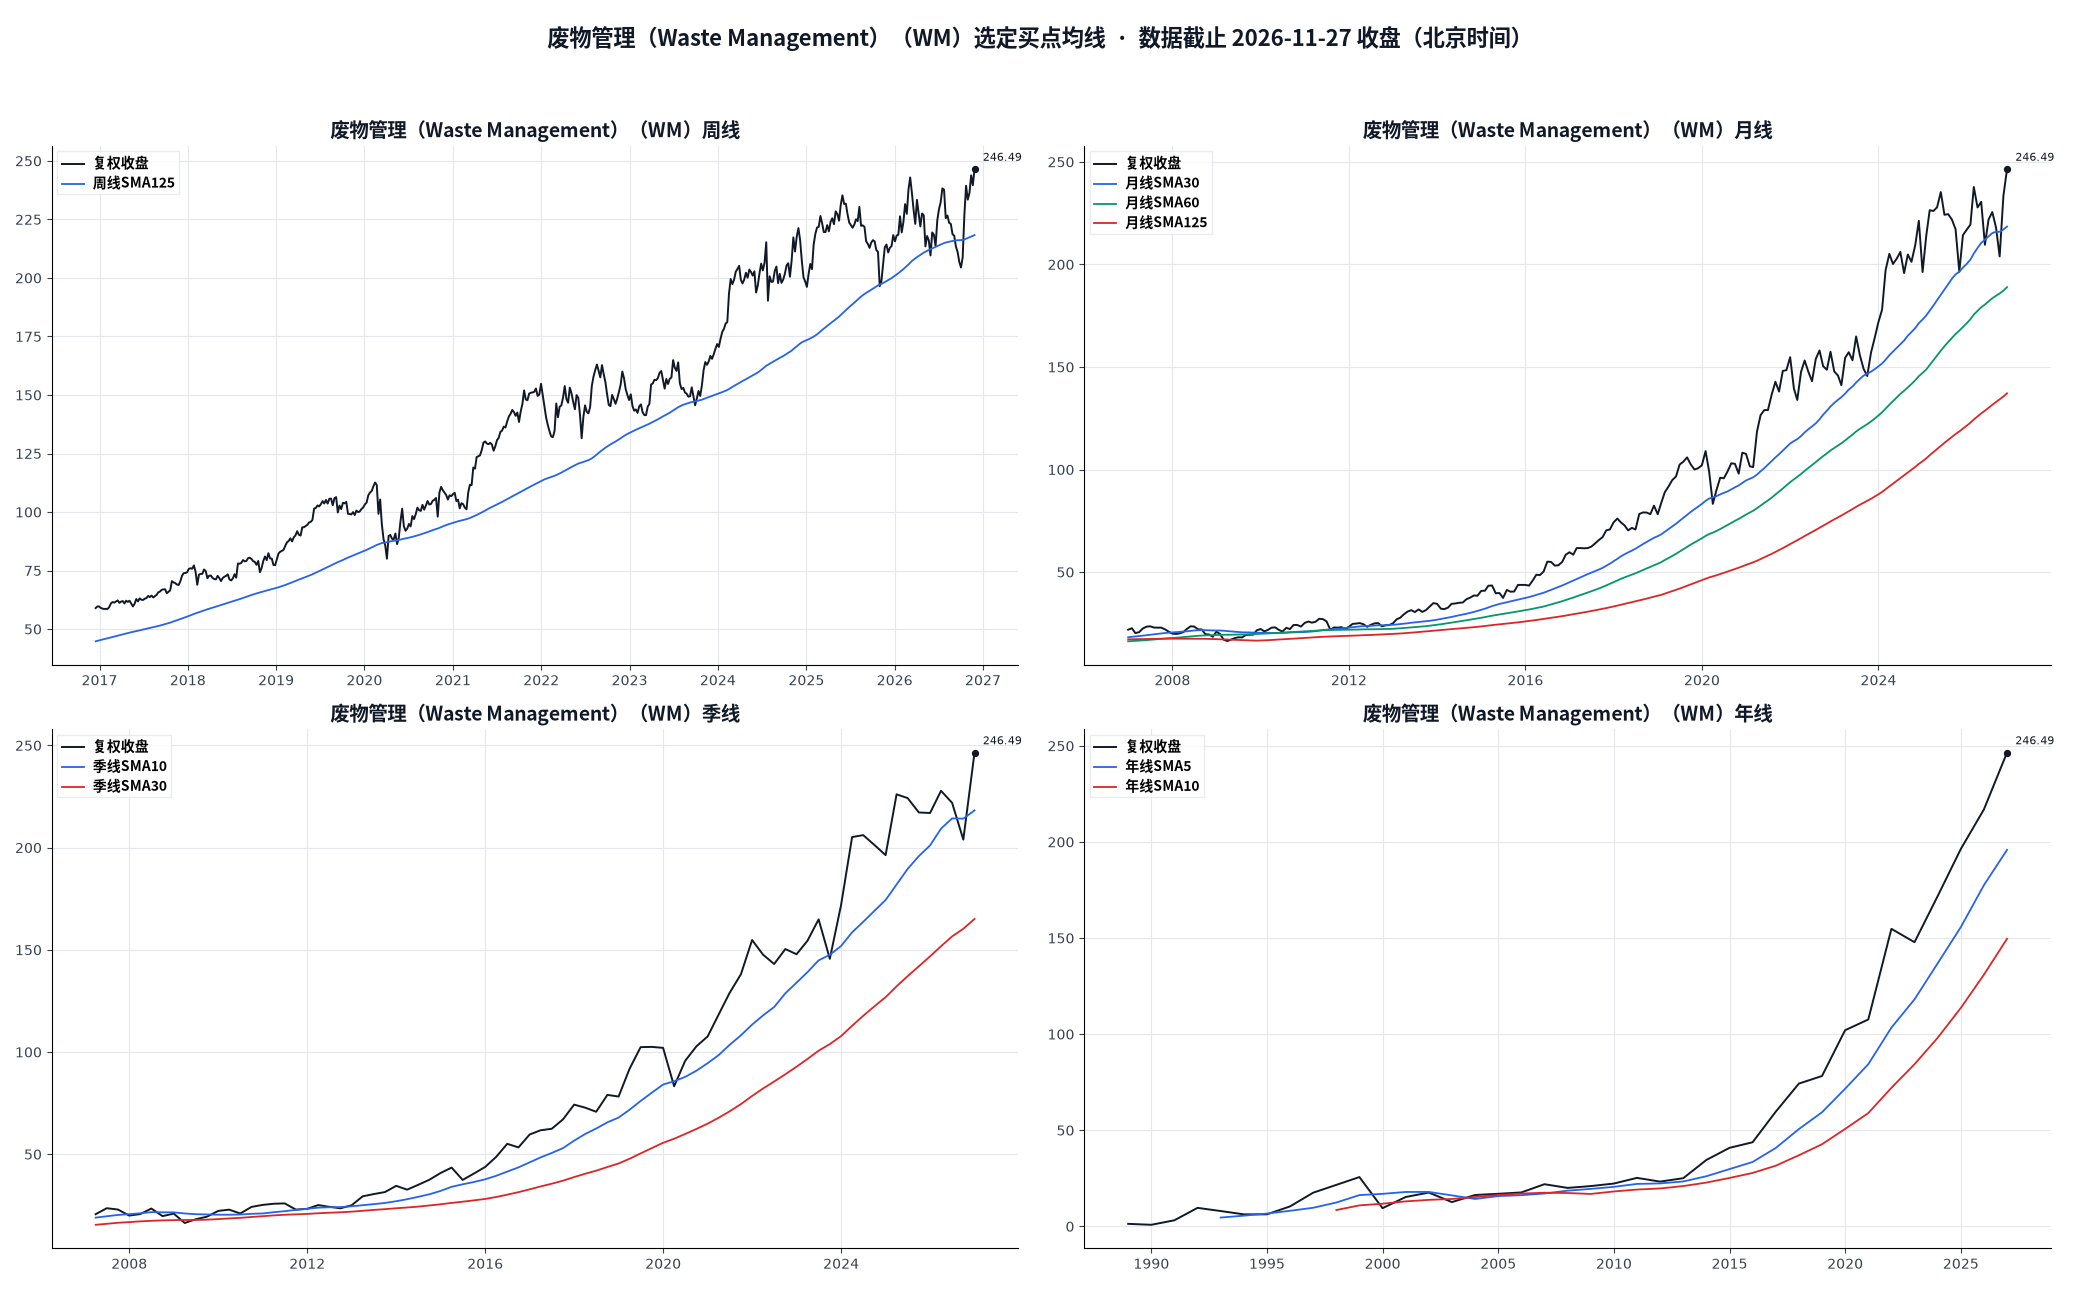 废物管理（Waste Management）（WM）选定买点均线 · 数据截止 2026-11-27 收盘（北京时间）
废物管理（Waste Management）（WM）周线
复权收盘
周线SMA125
246.49
250
225
200
175
150
125
100
75
50
2017 2018 2019 2020 2021 2022 2023 2024 2025 2026 2027
废物管理（Waste Management）（WM）月线
复权收盘
月线SMA30
月线SMA60
月线SMA125
246.49
250
200
150
100
50
2008 2012 2016 2020 2024
废物管理（Waste Management）（WM）季线
复权收盘
季线SMA10
季线SMA30
246.49
250
200
150
100
50
2008 2012 2016 2020 2024
废物管理（Waste Management）（WM）年线
复权收盘
年线SMA5
年线SMA10
246.49
250
200
150
100
50
0
1990 1995 2000 2005 2010 2015 2020 2025